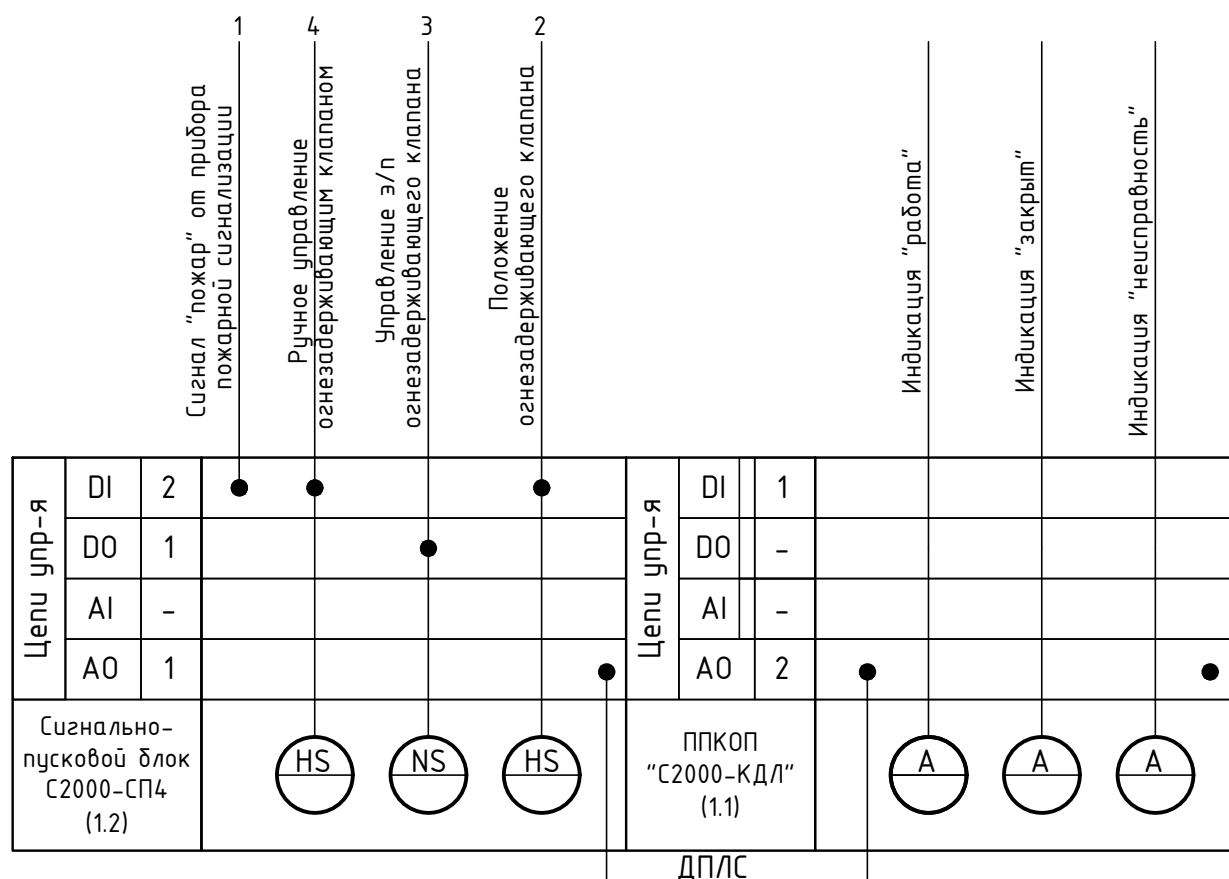 1
4
3
2
Сигнал "пожар" от прибора
пожарной сигнализации
Ручное управление
огнезадерживающим клапаном
Управление э/п
огнезадерживающего клапана
Положение
огнезадерживающего клапана
Индикация "работа"
Индикация "закрыт"
Индикация "неисправность"
Цепи упр-я
DI 2
DO 1
AI -
AO 1
Цепи упр-я
DI 1
DO -
AI -
AO 2
Сигнально-
пусковой блок
С2000-СП4
(1.2)
HS
NS
HS
ППКОП
"С2000-КДЛ"
(1.1)
A
A
A
ДПЛС